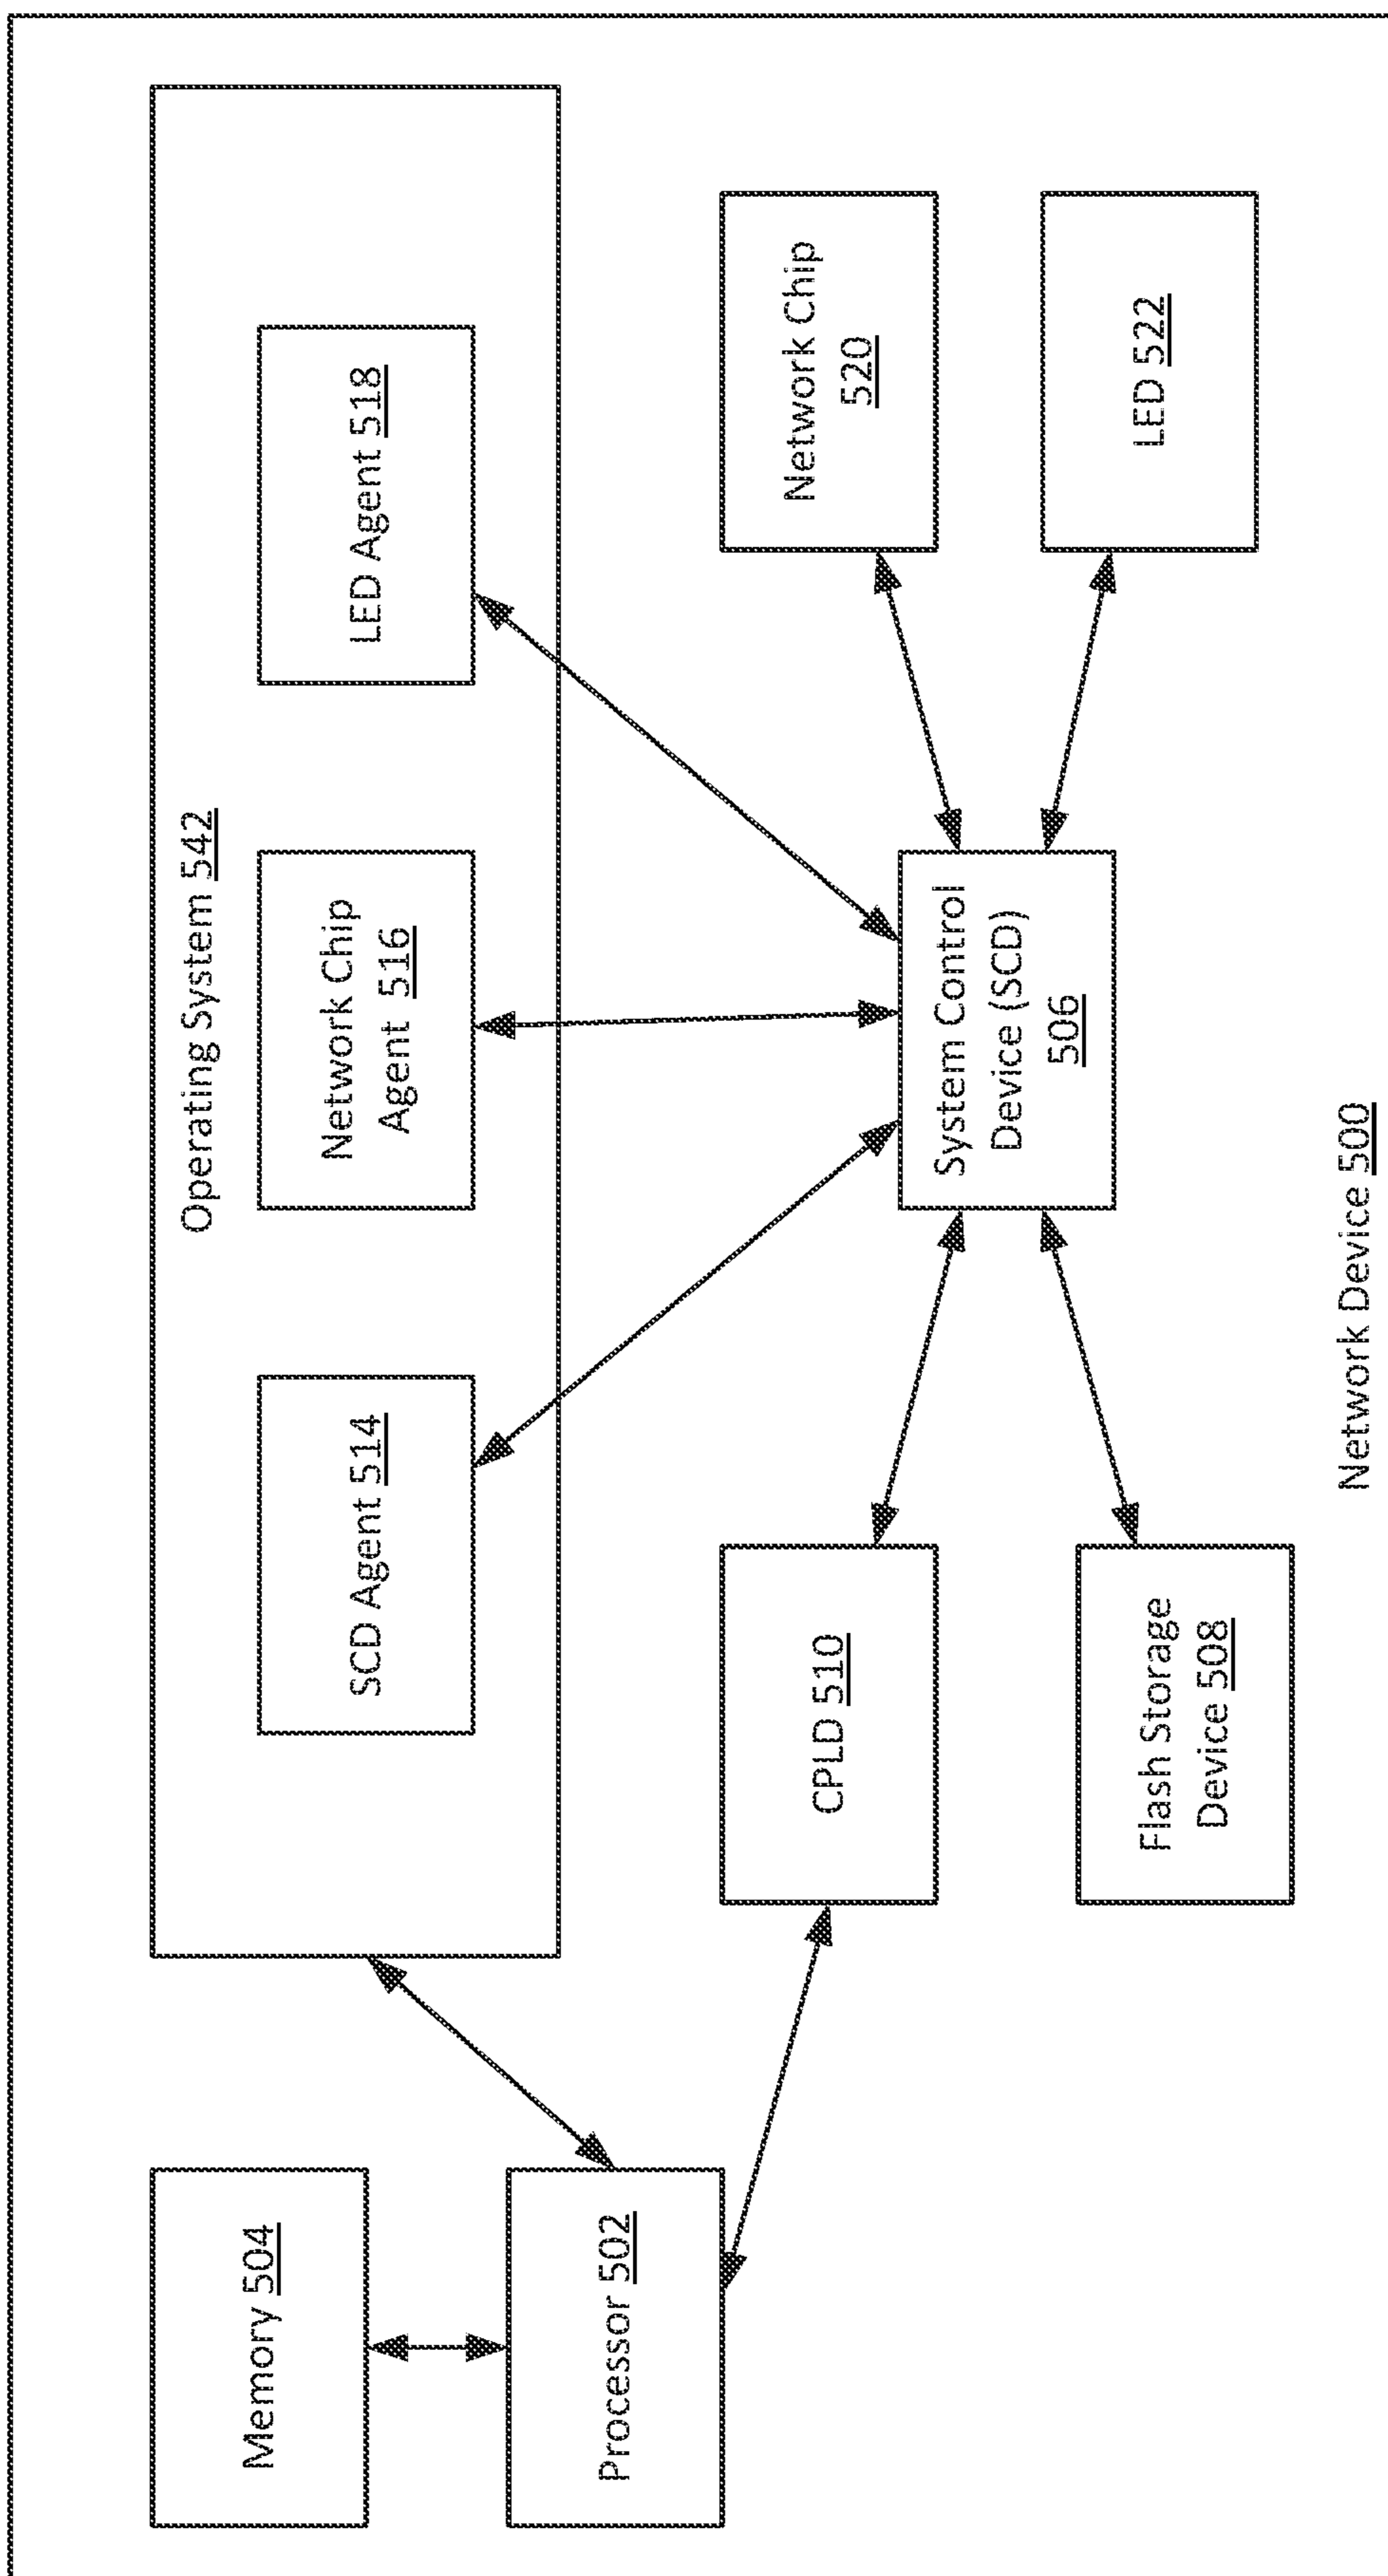 Operating System 542
Memory 504
SCD Agent 514
Network Chip
Agent 516
LED Agent 518
Processor 502
CPLD 510
Network Chip
520
System Control
Device (SCD)
506
Flash Storage
Device 508
LED 522
Network Device 500